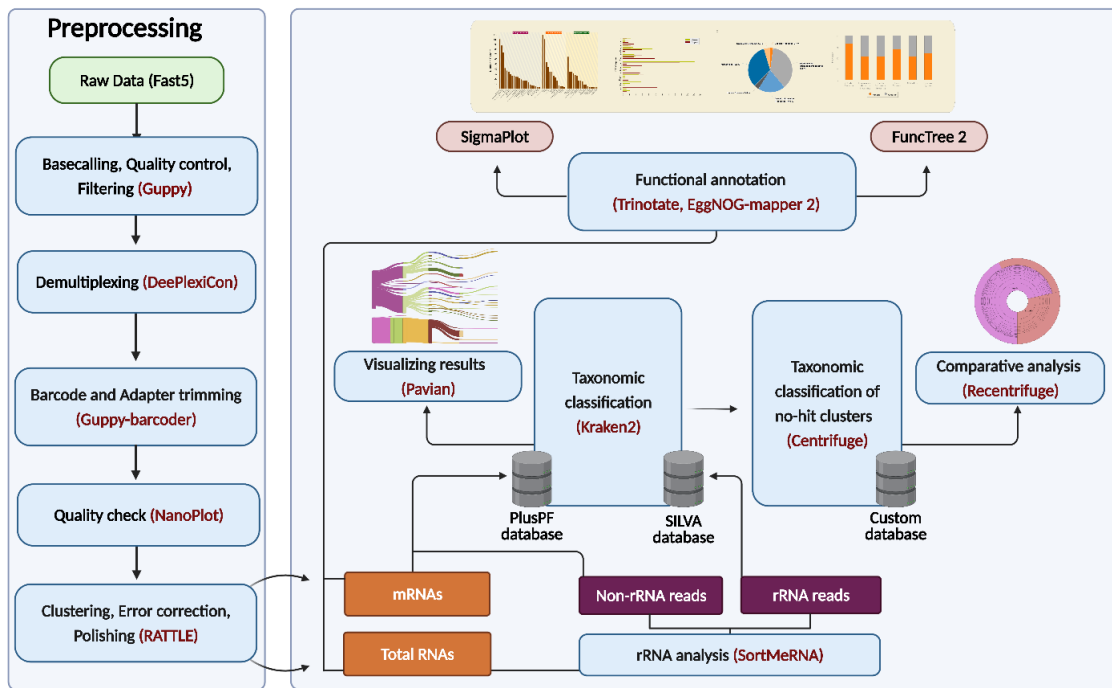 Preprocessing
Raw Data (Fast5)
Basecalling, Quality control,
Filtering (Guppy)
Demultiplexing (DeePlexiCon)
Barcode and Adapter trimming
(Guppy-barcoder)
Quality check (NanoPlot)
Clustering, Error correction,
Polishing (RATTLE)
SigmaPlot
FuncTree 2
Functional annotation
(Trinotate, EggNOG-mapper 2)
Visualizing results
(Pavian)
Taxonomic
classification
(Kraken2)
Taxonomic
classification of
no-hit clusters
(Centrifuge)
Comparative analysis
(Recentrifuge)
PlusPF
database
SILVA
database
Custom
database
mRNAs
Non-rRNA reads
rRNA reads
Total RNAs
rRNA analysis (SortMeRNA)